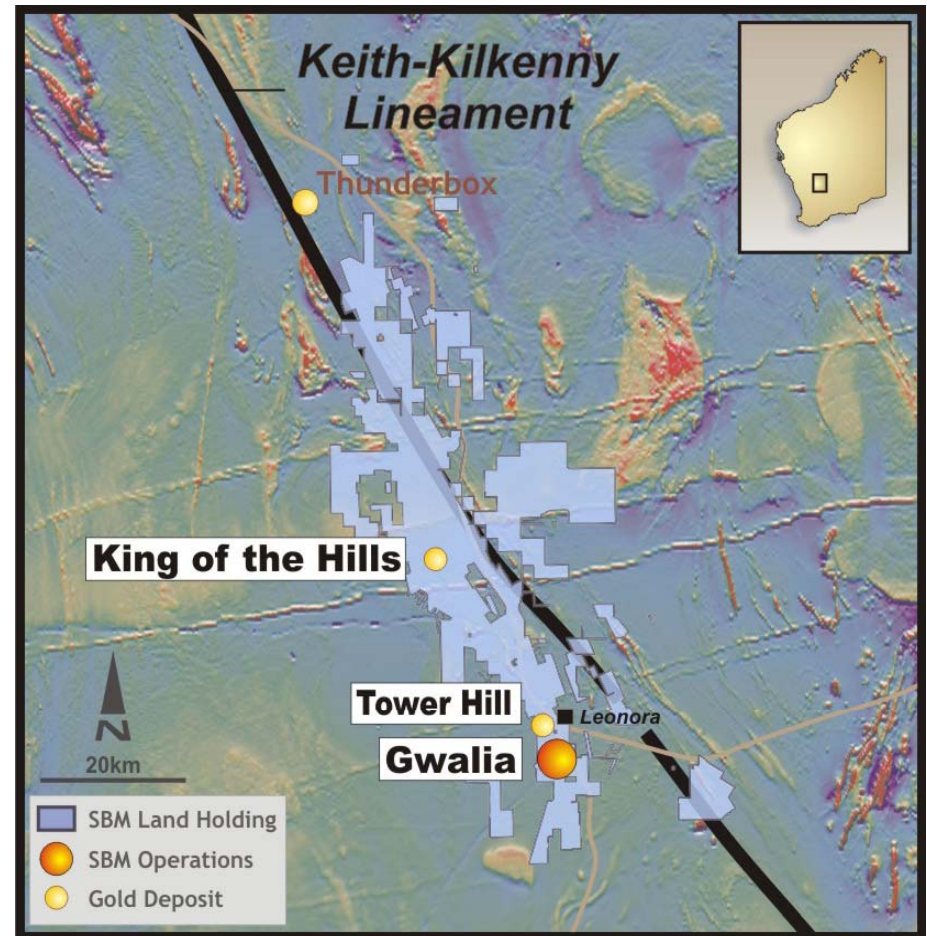 Keith-Kilkenny
Lineament
Thunderbox
King of the Hills
Tower Hill
Leonora
Gwalia
N
20km
SBM Land Holding
SBM Operations
Gold Deposit